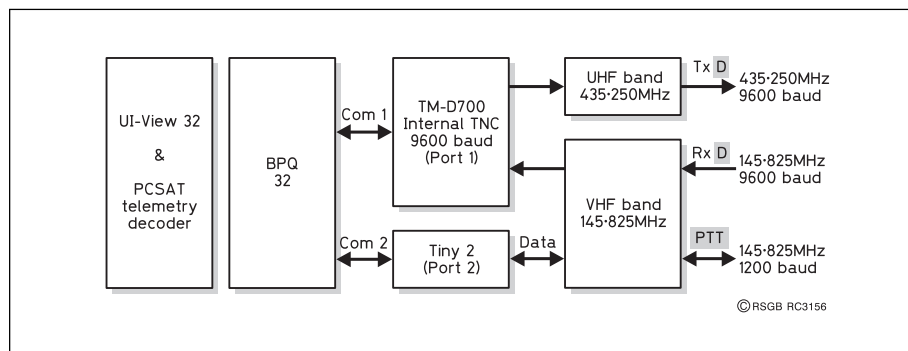 UI-View 32
&
PCSAT
telemetry
decoder
BPQ
32
Com 1
Com 2
TM-D700
Internal TNC
9600 baud
(Port 1)
Tiny 2
(Port 2)
Data
UHF band
435·250MHz
VHF band
145·825MHz
Tx D
435·250MHz
9600 baud
Rx D
145·825MHz
9600 baud
PTT
145·825MHz
1200 baud
© RSGB RC3156